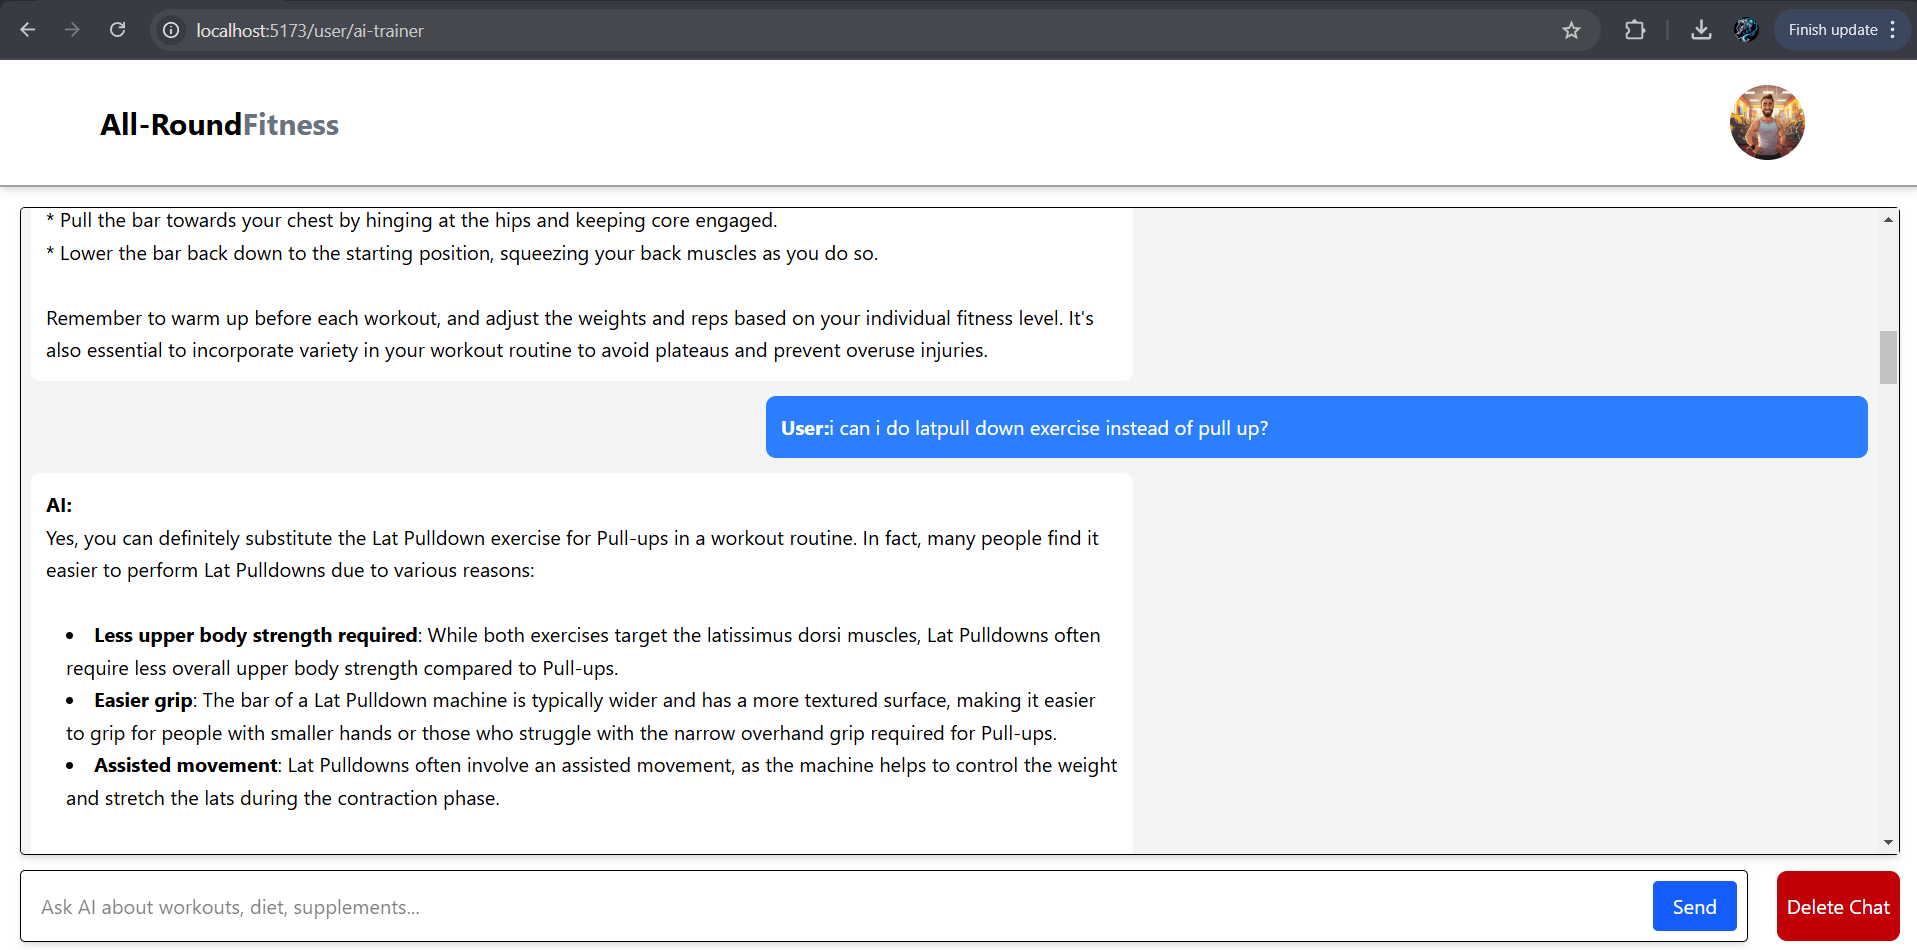 localhost:5173/user/ai-trainer
Finish update
All-RoundFitness
* Pull the bar towards your chest by hinging at the hips and keeping core engaged.
* Lower the bar back down to the starting position, squeezing your back muscles as you do so.
Remember to warm up before each workout, and adjust the weights and reps based on your individual fitness level. It's
also essential to incorporate variety in your workout routine to avoid plateaus and prevent overuse injuries.
User:i can i do latpull down exercise instead of pull up?
AI:
Yes, you can definitely substitute the Lat Pulldown exercise for Pull-ups in a workout routine. In fact, many people find it
easier to perform Lat Pulldowns due to various reasons:
• Less upper body strength required: While both exercises target the latissimus dorsi muscles, Lat Pulldowns often
require less overall upper body strength compared to Pull-ups.
• Easier grip: The bar of a Lat Pulldown machine is typically wider and has a more textured surface, making it easier
to grip for people with smaller hands or those who struggle with the narrow overhand grip required for Pull-ups.
• Assisted movement: Lat Pulldowns often involve an assisted movement, as the machine helps to control the weight
and stretch the lats during the contraction phase.
Ask AI about workouts, diet, supplements...
Send
Delete Chat